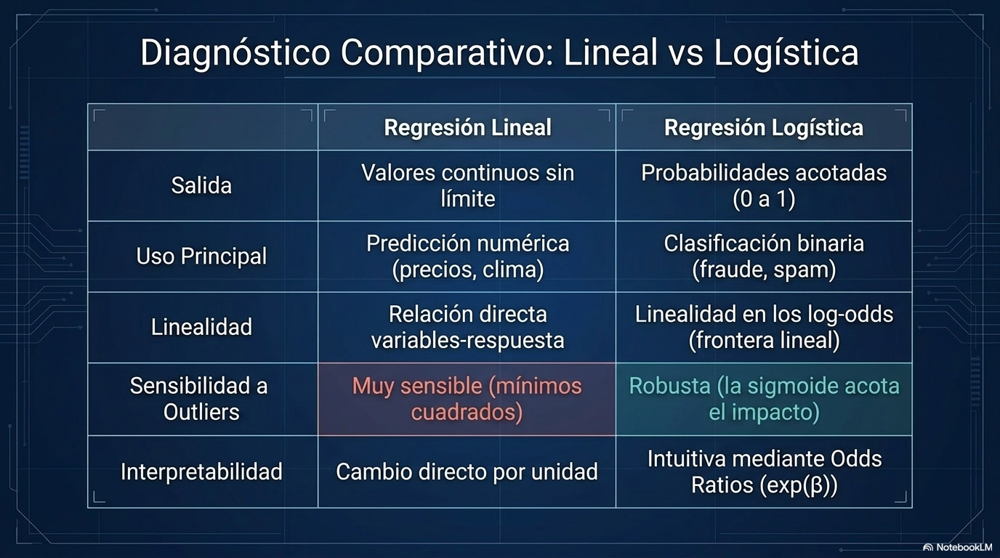 Diagnóstico Comparativo: Lineal vs Logística
Regresión Lineal
Regresión Logística
Salida
Valores continuos sin
límite
Probabilidades acotadas
(0 a 1)
Uso Principal
Predicción numérica
(precios, clima)
Clasificación binaria
(fraude, spam)
Linealidad
Relación directa
variables-respuesta
Linealidad en los log-odds
(frontera lineal)
Sensibilidad a
Outliers
Muy sensible (mínimos
cuadrados)
Robusta (la sigmoide acota
el impacto)
Interpretabilidad
Cambio directo por unidad
Intuitiva mediante Odds
Ratios (exp(β))
NotebookLM